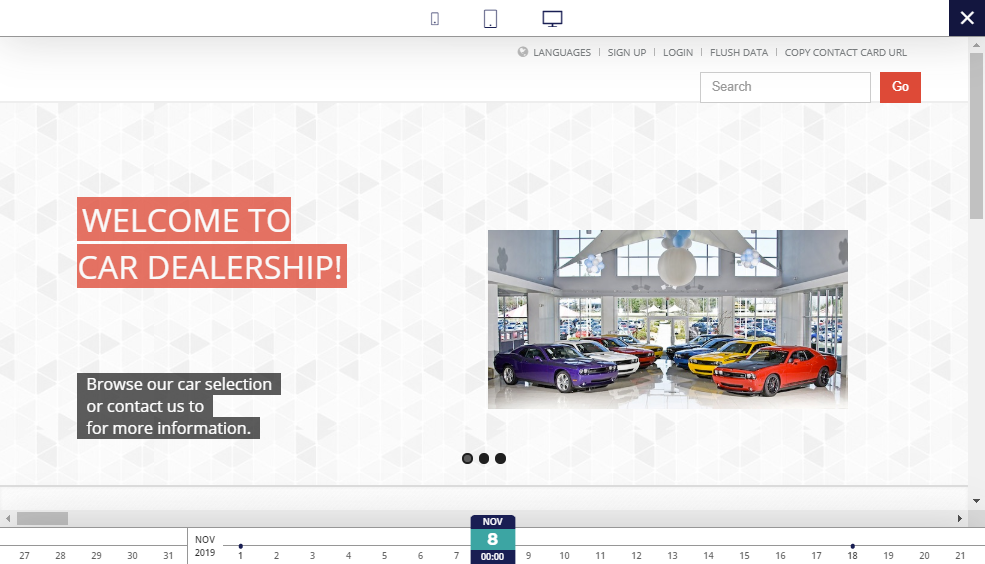 LANGUAGES SIGN UP LOGIN FLUSH DATA COPY CONTACT CARD URL
Search Go
WELCOME TO
CAR DEALERSHIP!
Browse our car selection
or contact us to
for more information.
NOV
2019
NOV
8
00:00
27 28 29 30 31 1 2 3 4 5 6 7 9 10 11 12 13 14 15 16 17 18 19 20 21